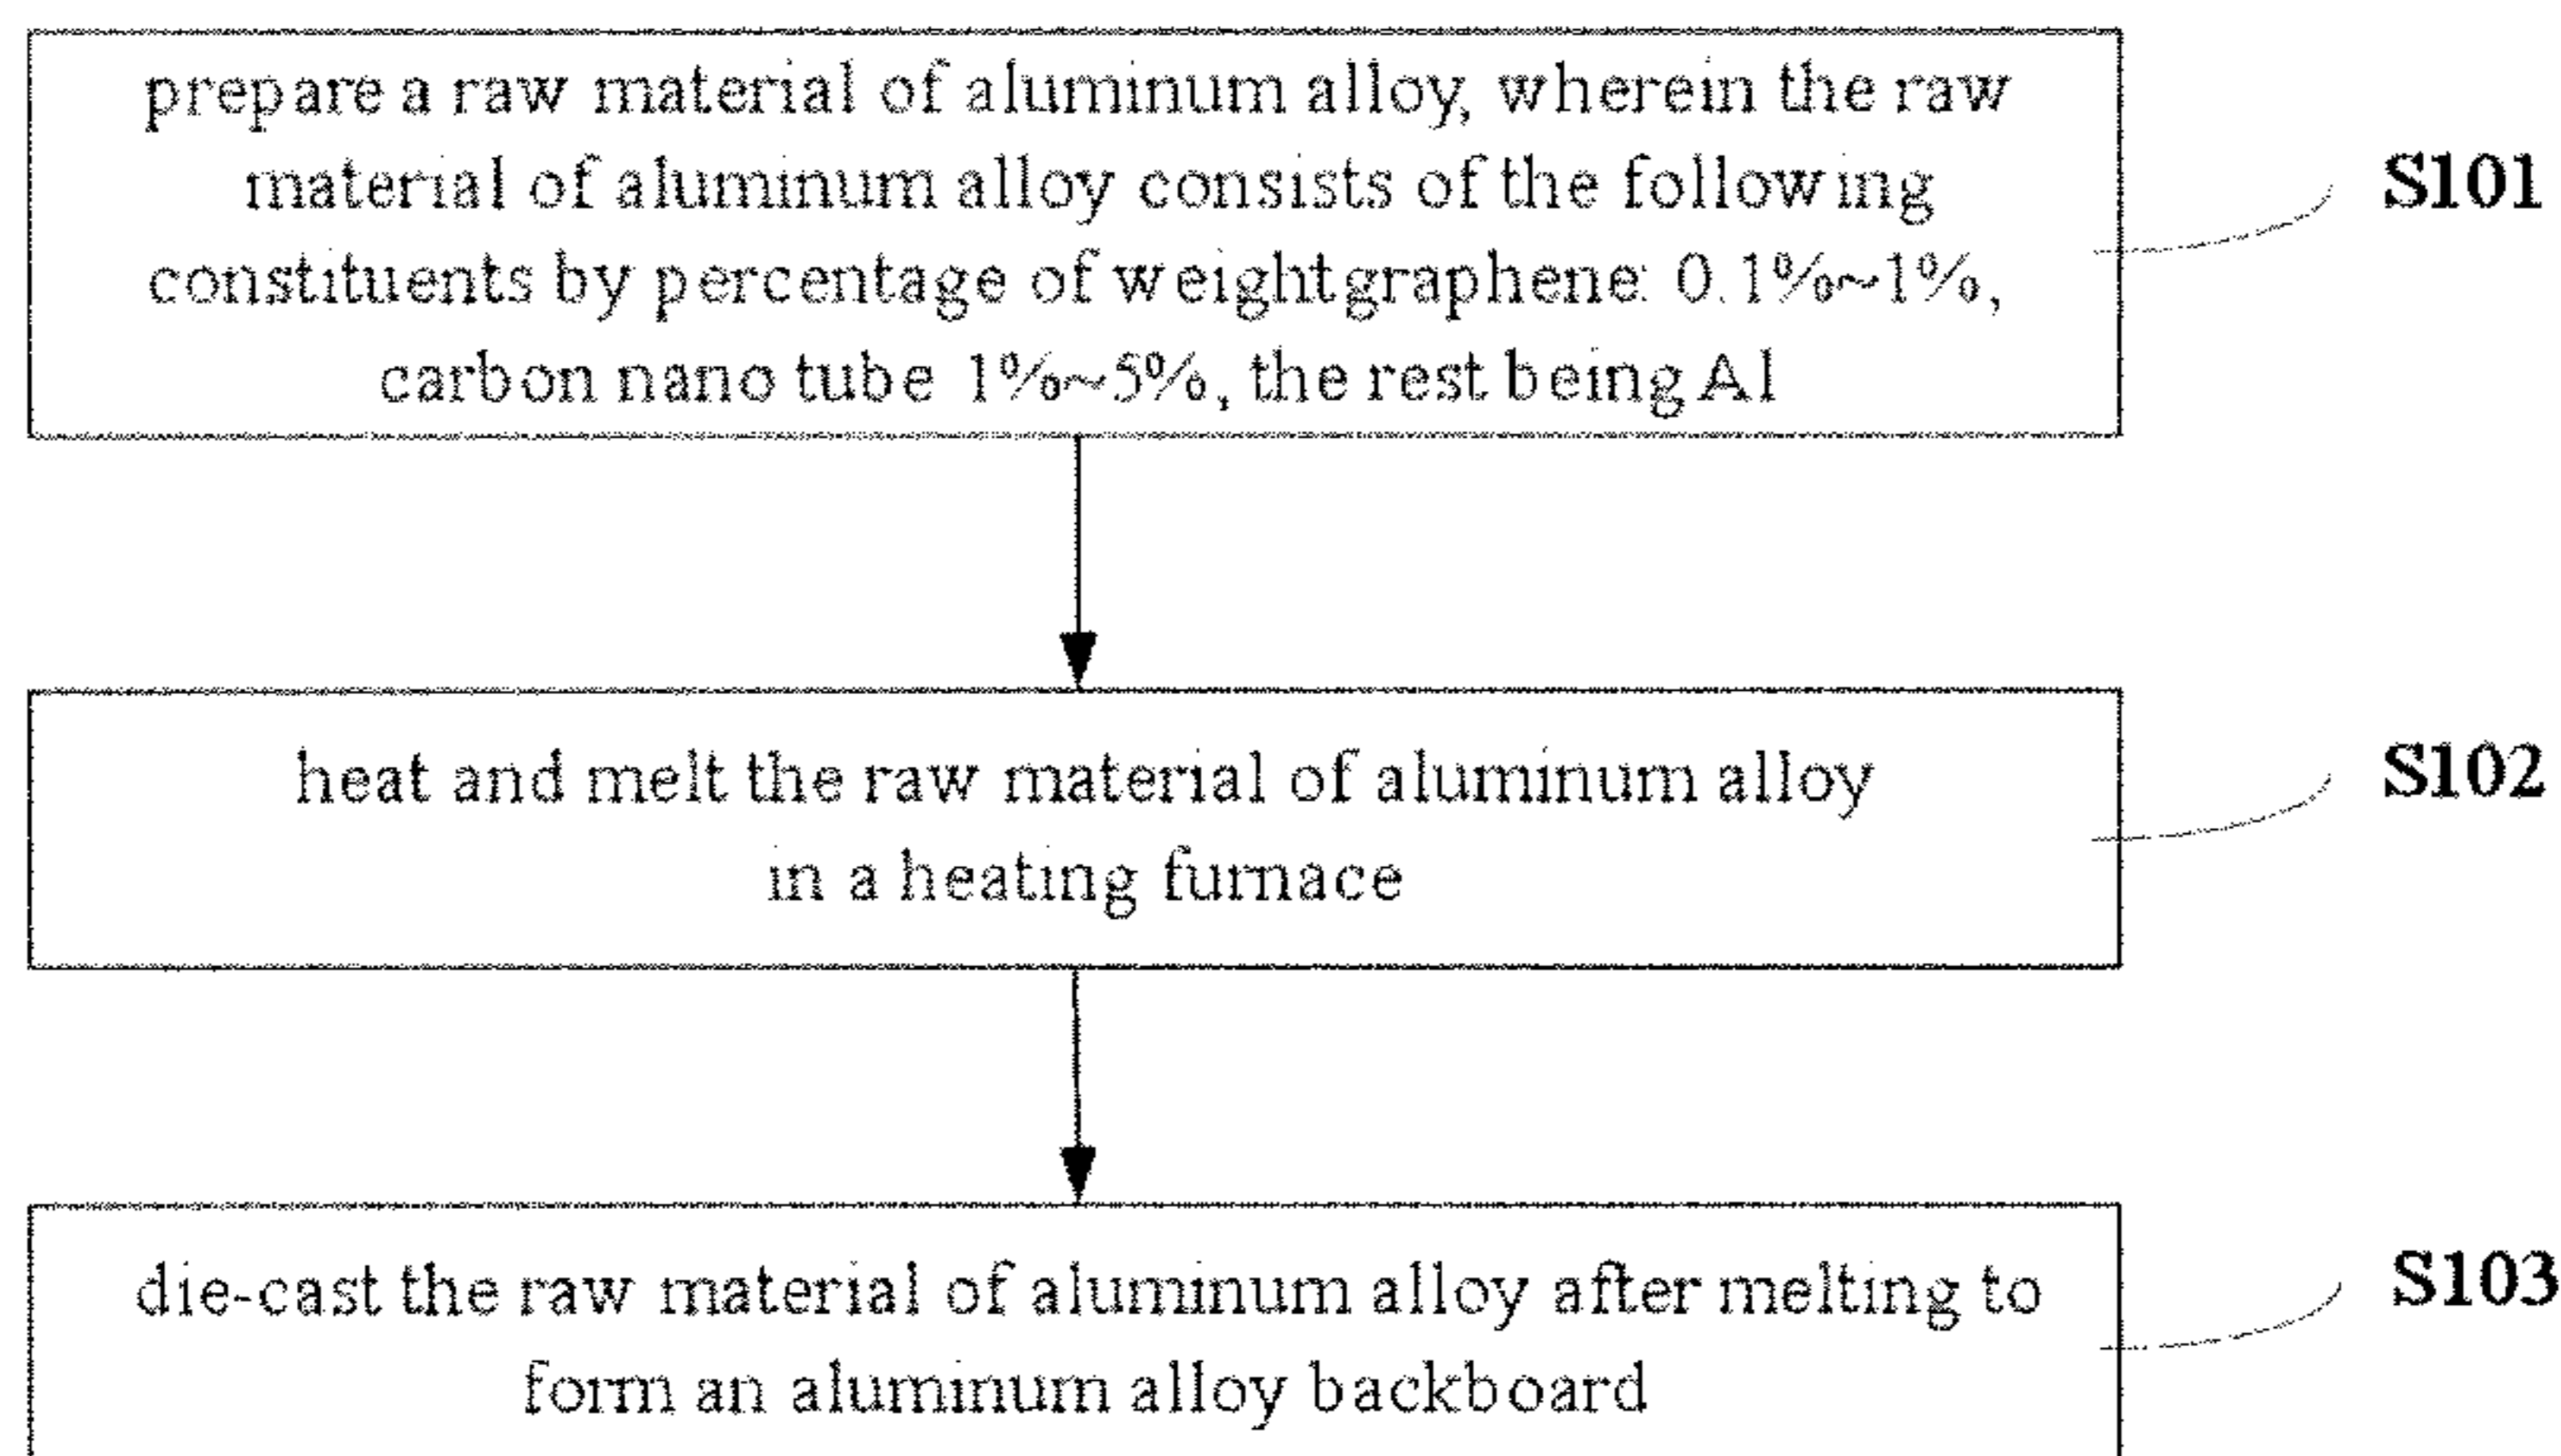 prepare a raw material of aluminum alloy, wherein the raw
material of aluminum alloy consists of the following
constituents by percentage of weight graphene: 0.1%~1%,
carbon nano tube 1%~5%, the rest being Al
S101
heat and melt the raw material of aluminum alloy
in a heating furnace
S102
die-cast the raw material of aluminum alloy after melting to
form an aluminum alloy backboard
S103